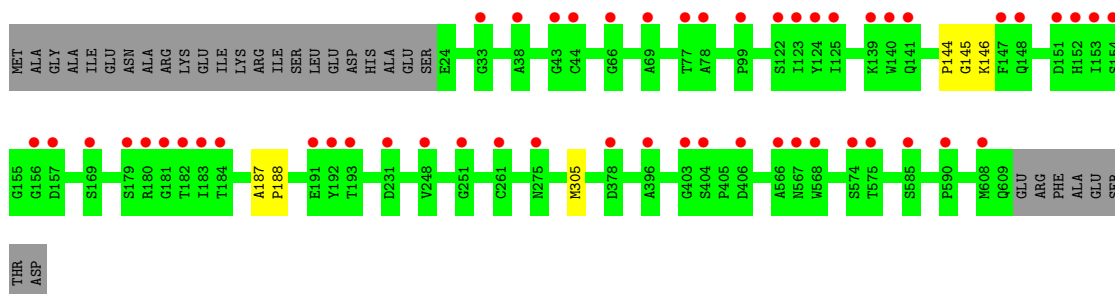 MET ALA GLY ALA ILE GLU ASN ALA ARG LYS GLU ILE LYS ARG ILE SER LEU GLU ASP HIS ALA GLU SER E24 G33 A38 G43 C44 G66 A69 T77 A78 P99 S122 I123 Y124 I125 K139 W140 Q141 P144 G145 K146 F147 Q148 D151 H152 I153 S154
G155 G156 D157 S169 S179 R180 G181 T182 I183 T184 A187 P188 E191 Y192 T193 D231 V248 G251 C261 N275 M305 D378 A396 G403 S404 P405 D406 A566 N567 W568 S574 T575 S585 P590 M608 Q609 GLU ARG PHE ALA GLU SER
THR ASP